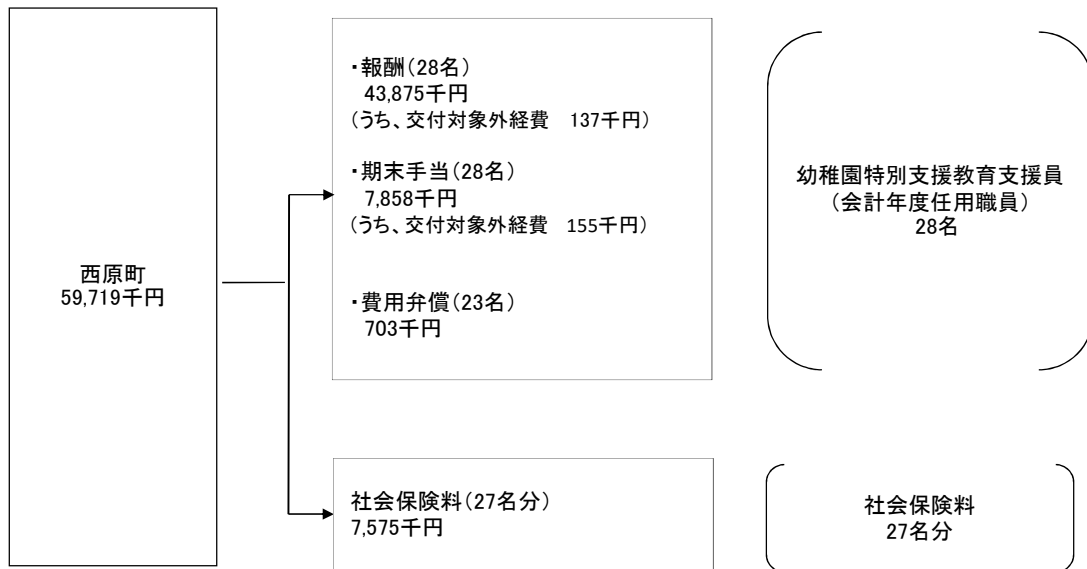 西原町
59,719千円
・報酬(28名)
43,875千円
(うち、交付対象外経費　137千円)
・期末手当(28名)
7,858千円
(うち、交付対象外経費　155千円)
・費用弁償(23名)
703千円
幼稚園特別支援教育支援員
(会計年度任用職員)
28名
社会保険料(27名分)
7,575千円
社会保険料
27名分